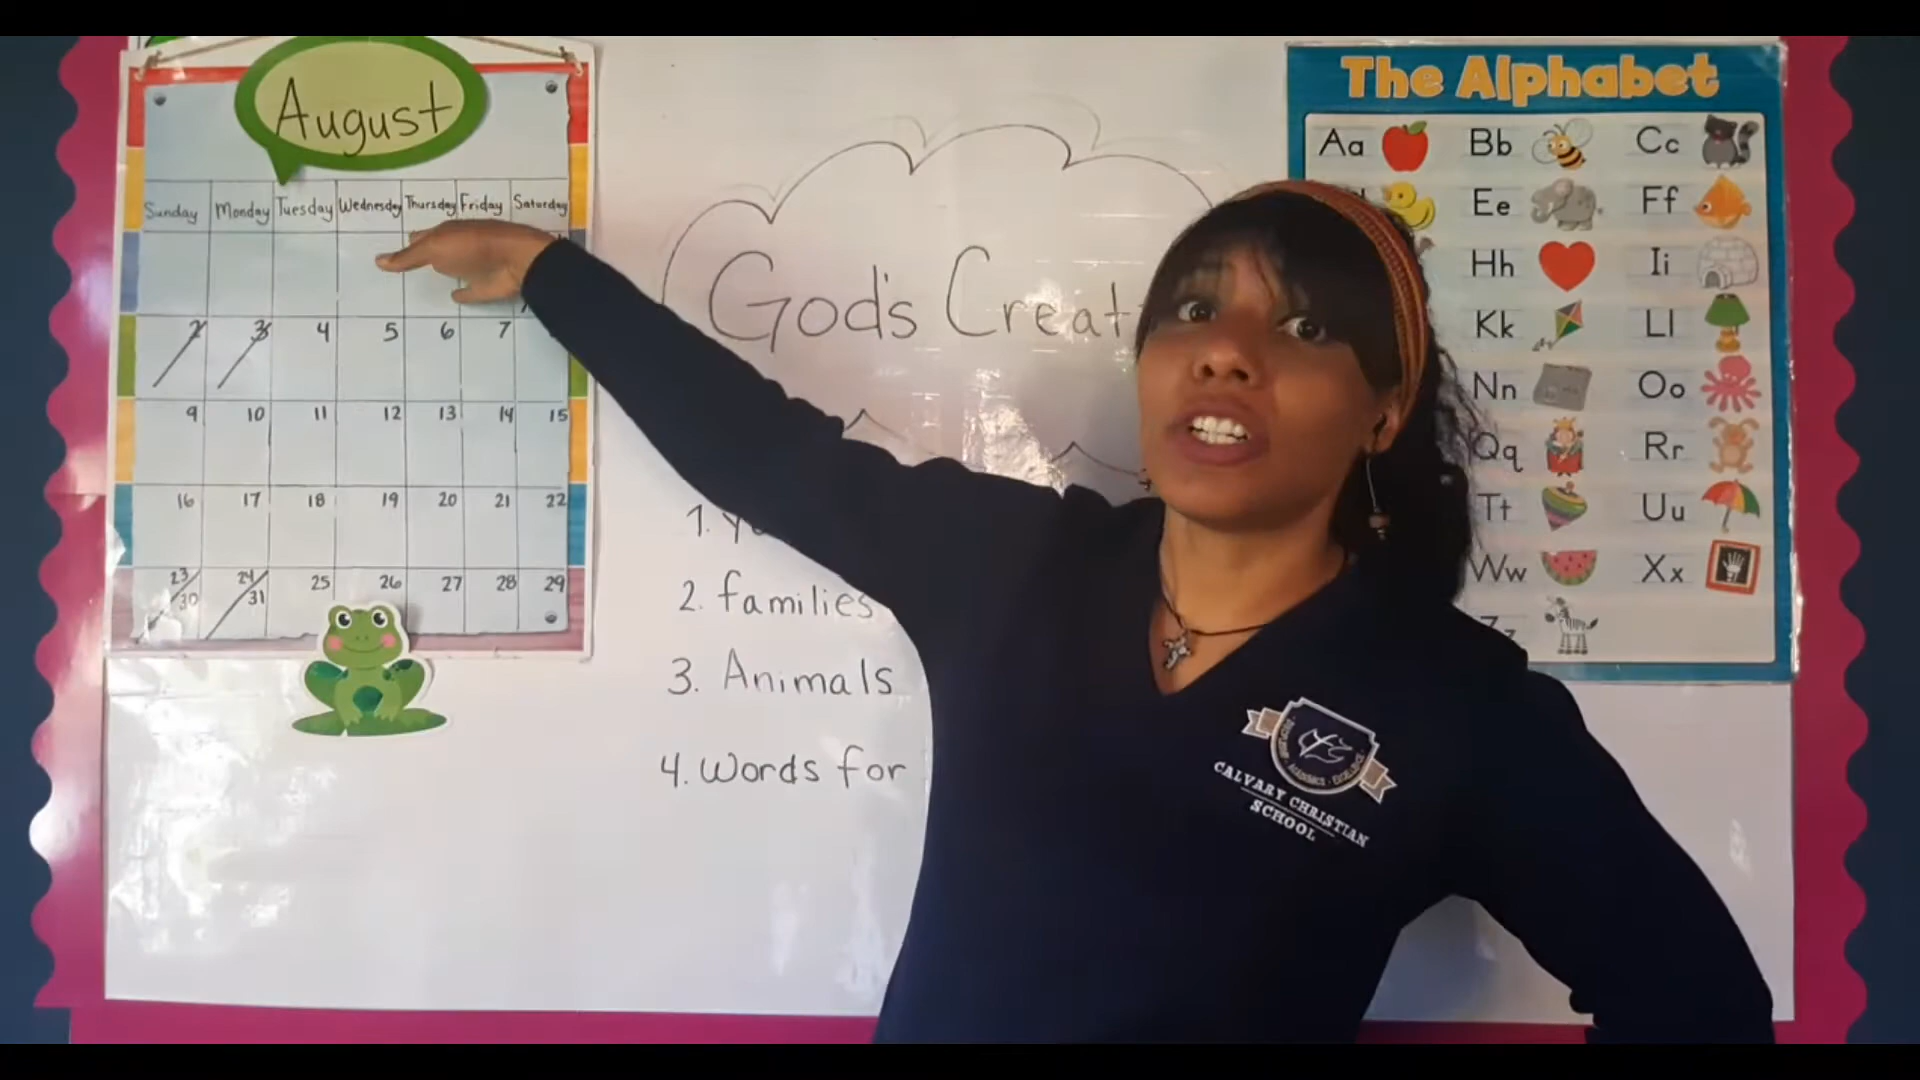 August
Sunday Monday Tuesday Wednesday Thursday Friday Saturday
2 3 4 5 6 7
9 10 11 12 13 14 15
16 17 18 19 20 21 22
23 24 25 26 27 28 29
30 31
God's Creat
1.
2. families
3. Animals
4. Words for
The Alphabet
Aa Bb Cc
Ee Ff
Hh Ii
Kk Ll
Nn Oo
Qq Rr
Tt Uu
Ww Xx
Zz
CALVARY CHRISTIAN
SCHOOL